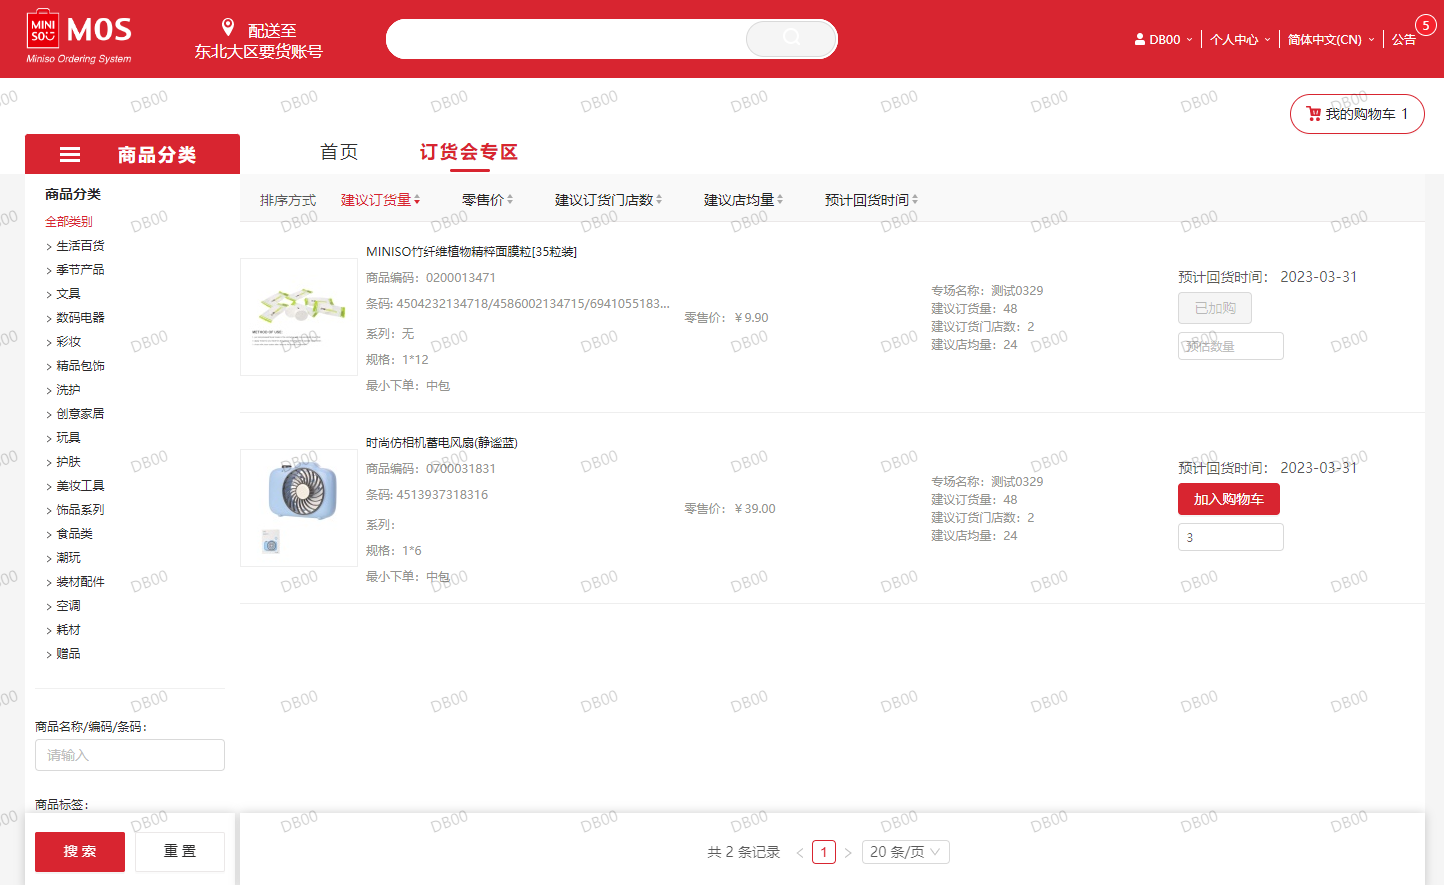 MINI
SO
MOS
Miniso Ordering System
配送至
东北大区要货账号
DB00
个人中心
简体中文(CN)
公告
5
我的购物车 1
商品分类
首页
订货会专区
商品分类
全部类别
> 生活百货
> 季节产品
> 文具
> 数码电器
> 彩妆
> 精品包饰
> 洗护
> 创意家居
> 玩具
> 护肤
> 美妆工具
> 饰品系列
> 食品类
> 潮玩
> 装材配件
> 空调
> 耗材
> 赠品
商品名称/编码/条码:
请输入
商品标签:
搜 索
重 置
排序方式
建议订货量
零售价
建议订货门店数
建议店均量
预计回货时间
MINISO竹纤维植物精粹面膜粒[35粒装]
商品编码: 0200013471
条码: 4504232134718/4586002134715/6941055183...
系列: 无
规格: 1*12
最小下单: 中包
METHOD OF USE
零售价: ￥9.90
专场名称: 测试0329
建议订货量: 48
建议订货门店数: 2
建议店均量: 24
预计回货时间: 2023-03-31
已加购
预估数量
时尚仿相机蓄电风扇(静谧蓝)
商品编码: 0700031831
条码: 4513937318316
系列:
规格: 1*6
最小下单: 中包
零售价: ￥39.00
专场名称: 测试0329
建议订货量: 48
建议订货门店数: 2
建议店均量: 24
预计回货时间: 2023-03-31
加入购物车
3
共 2 条记录
< 1 >
20 条/页
DB00